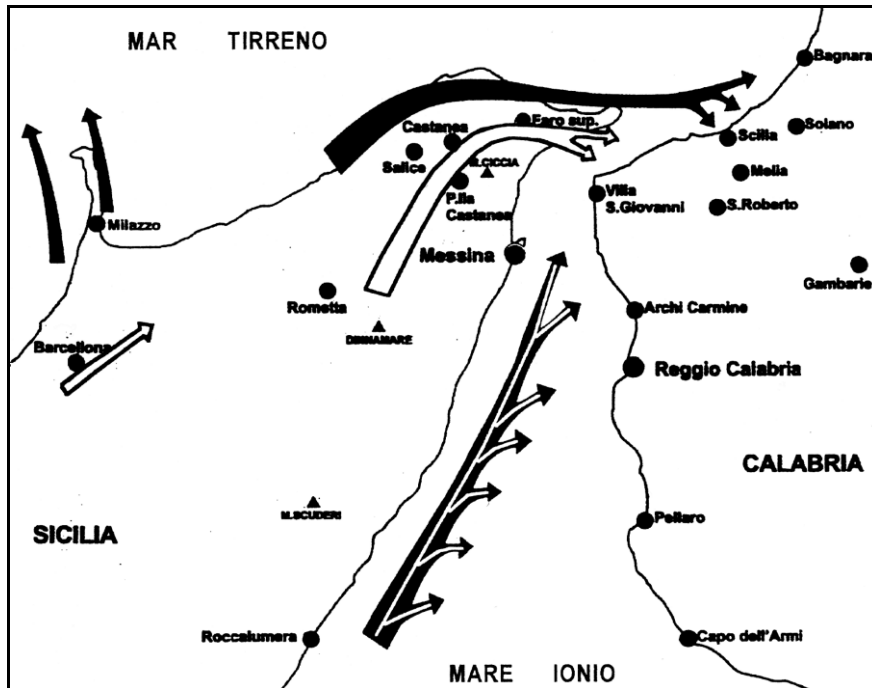 MAR TIRRENO
Bagnara
Faro sup.
Solano
Castanea
Scilla
Salice
M.CICCIA
Melia
P.lla
Castanea
Villa
S.Giovanni
S.Roberto
Milazzo
Messina
Gambarie
Rometta
Archi Carmine
DINNAMARE
Barcellona
Reggio Calabria
CALABRIA
M.SCUDERI
Pellaro
SICILIA
Roccalumera
Capo dell'Armi
MARE IONIO